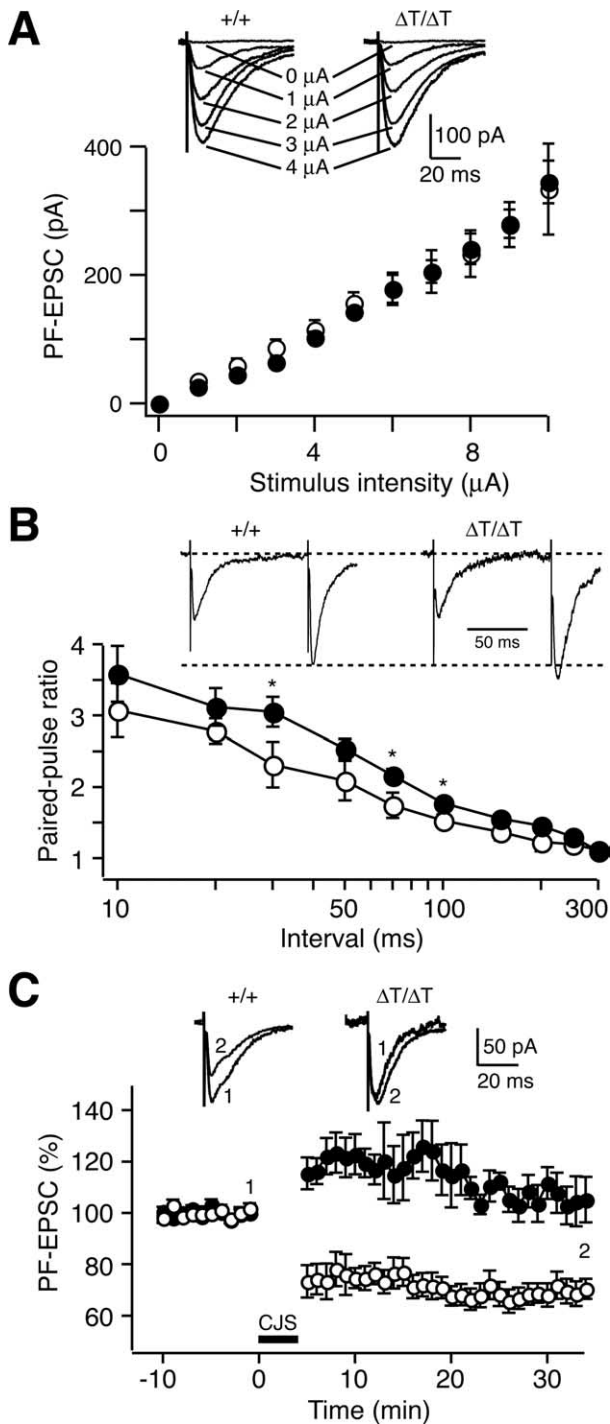 A
+/+
ΔT/ΔT
0 μA
1 μA
2 μA
3 μA
4 μA
100 pA
20 ms
400
200
0
PF-EPSC (pA)
0
4
8
Stimulus intensity (μA)
B
+/+
ΔT/ΔT
50 ms
4
3
2
1
Paired-pulse ratio
*
*
*
10
50
100
300
Interval (ms)
C
+/+
ΔT/ΔT
2
1
1
2
50 pA
20 ms
140
120
100
80
60
PF-EPSC (%)
1
2
CJS
-10
0
10
20
30
Time (min)